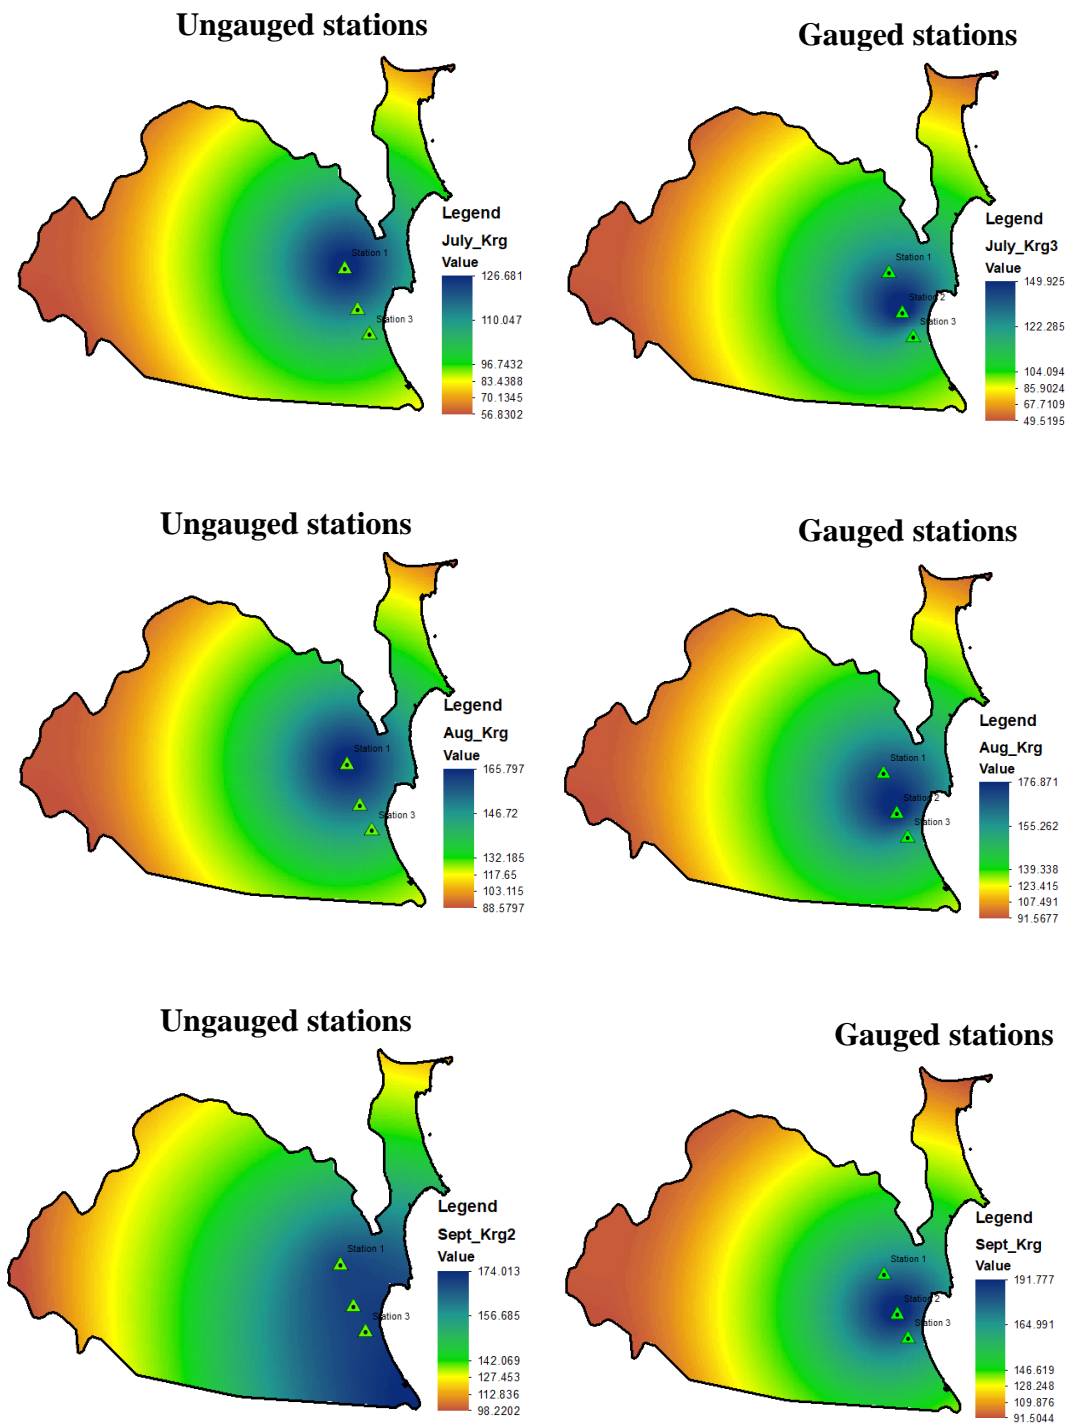 Ungauged stations
Gauged stations
Station 1
Station 3
Legend
July_Krg
Value
126.681
110.047
96.7432
83.4388
70.1345
56.8302
Station 1
Station 2
Station 3
Legend
July_Krg3
Value
149.925
122.285
104.094
85.9024
67.7109
49.5195
Ungauged stations
Gauged stations
Station 1
Station 3
Legend
Aug_Krg
Value
165.797
146.72
132.185
117.65
103.115
88.5797
Station 1
Station 2
Station 3
Legend
Aug_Krg
Value
176.871
155.262
139.338
123.415
107.491
91.5677
Ungauged stations
Gauged stations
Station 1
Station 3
Legend
Sept_Krg2
Value
174.013
156.685
142.069
127.453
112.836
98.2202
Station 1
Station 2
Station 3
Legend
Sept_Krg
Value
191.777
164.991
146.619
128.248
109.876
91.5044